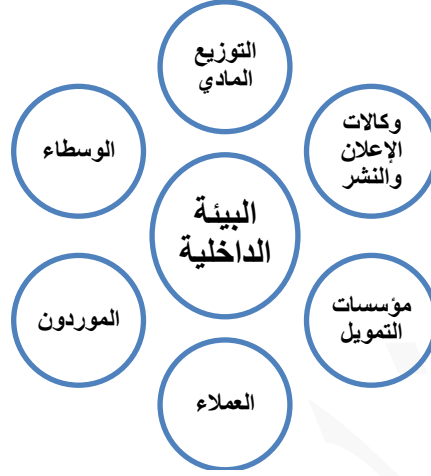 التوزيع
المادي
وكالات
الإعلان
والنشر
الوسطاء
البيئة
الداخلية
مؤسسات
التمويل
الموردون
العملاء